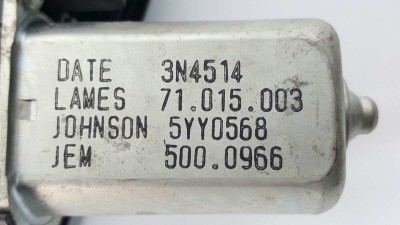 DATE 3N4514
LAMES 71.015.003
JOHNSON 5YY0568
JEM 500.0966